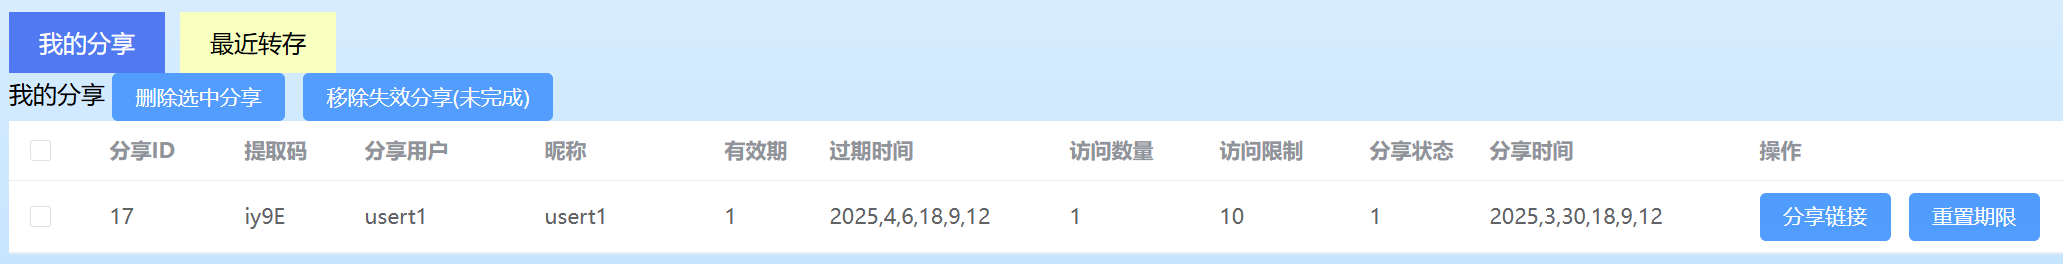 我的分享 最近转存
我的分享 删除选中分享 移除失效分享(未完成)
分享ID 提取码 分享用户 昵称 有效期 过期时间 访问数量 访问限制 分享状态 分享时间 操作
17 iy9E usert1 usert1 1 2025,4,6,18,9,12 1 10 1 2025,3,30,18,9,12 分享链接 重置期限